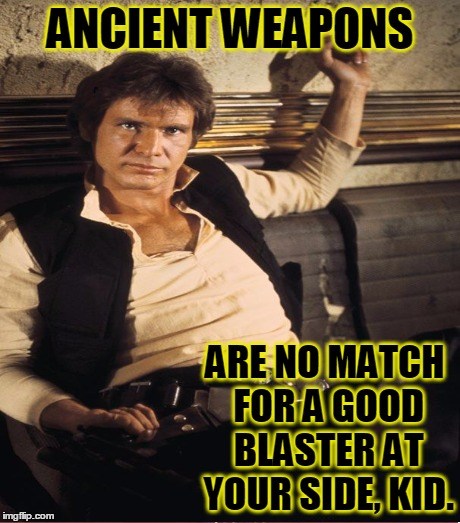 ANCIENT WEAPONS
ARE NO MATCH
FOR A GOOD
BLASTER AT
YOUR SIDE, KID.
imgflip.com